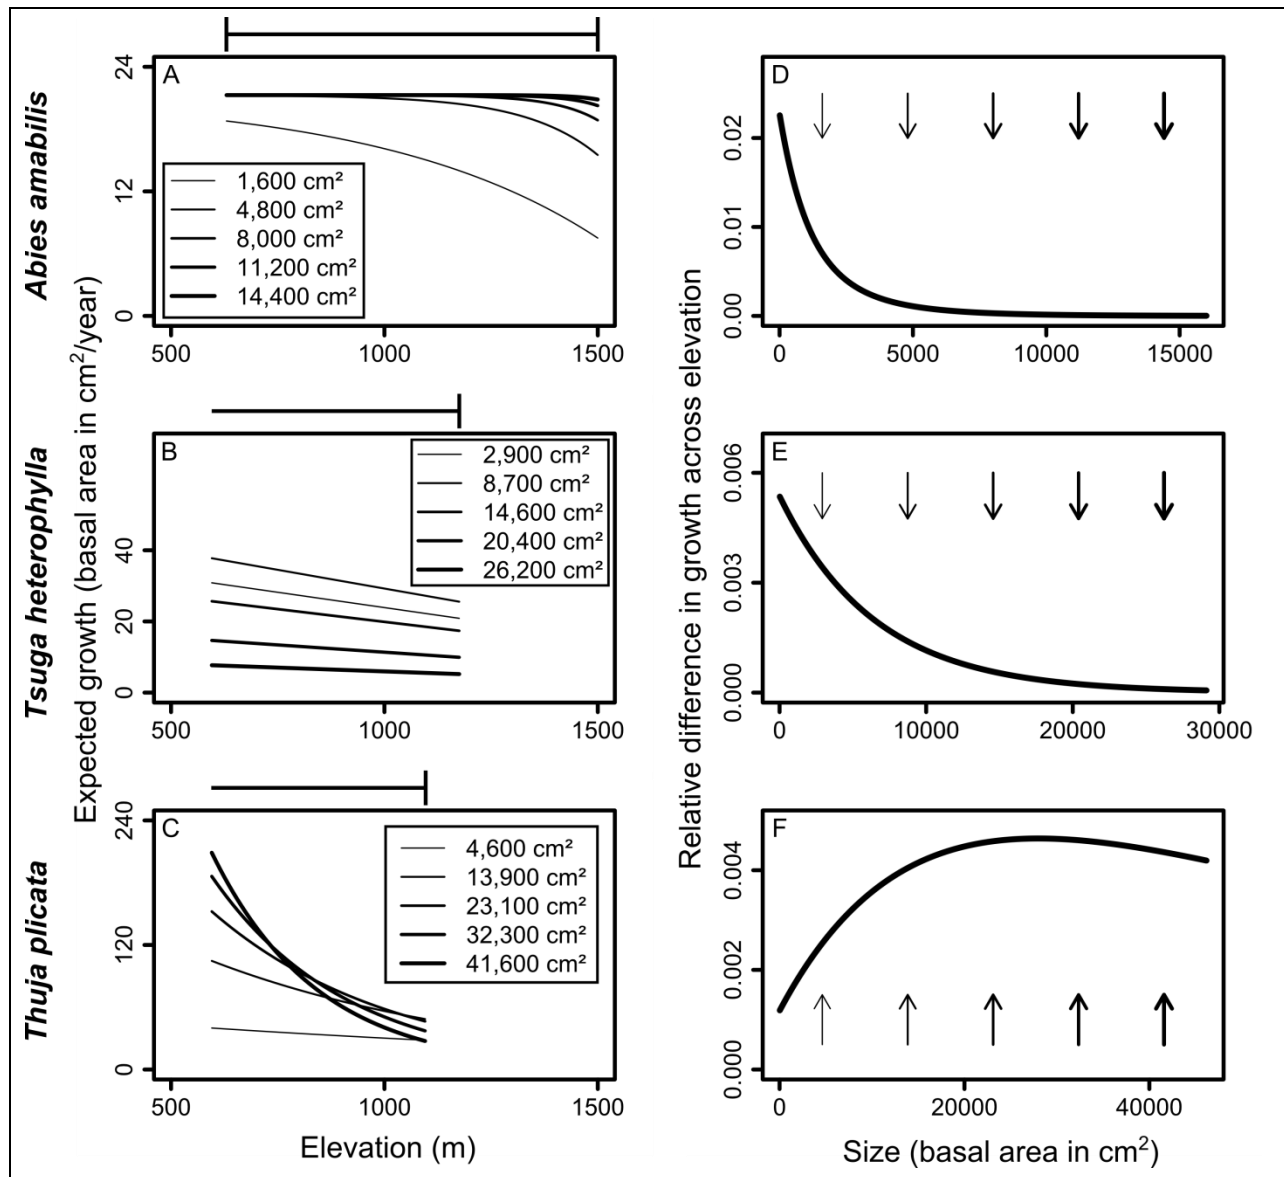 Abies amabilis
Tsuga heterophylla
Thuja plicata
Expected growth (basal area in cm²/year)
A
24
12
0
1,600 cm²
4,800 cm²
8,000 cm²
11,200 cm²
14,400 cm²
500 1000 1500
B
40
20
0
2,900 cm²
8,700 cm²
14,600 cm²
20,400 cm²
26,200 cm²
500 1000 1500
C
240
120
0
4,600 cm²
13,900 cm²
23,100 cm²
32,300 cm²
41,600 cm²
500 1000 1500
Elevation (m)
Relative difference in growth across elevation
D
0.02
0.01
0.00
0 5000 10000 15000
E
0.006
0.003
0.000
0 10000 20000 30000
F
0.004
0.002
0.000
0 20000 40000
Size (basal area in cm²)